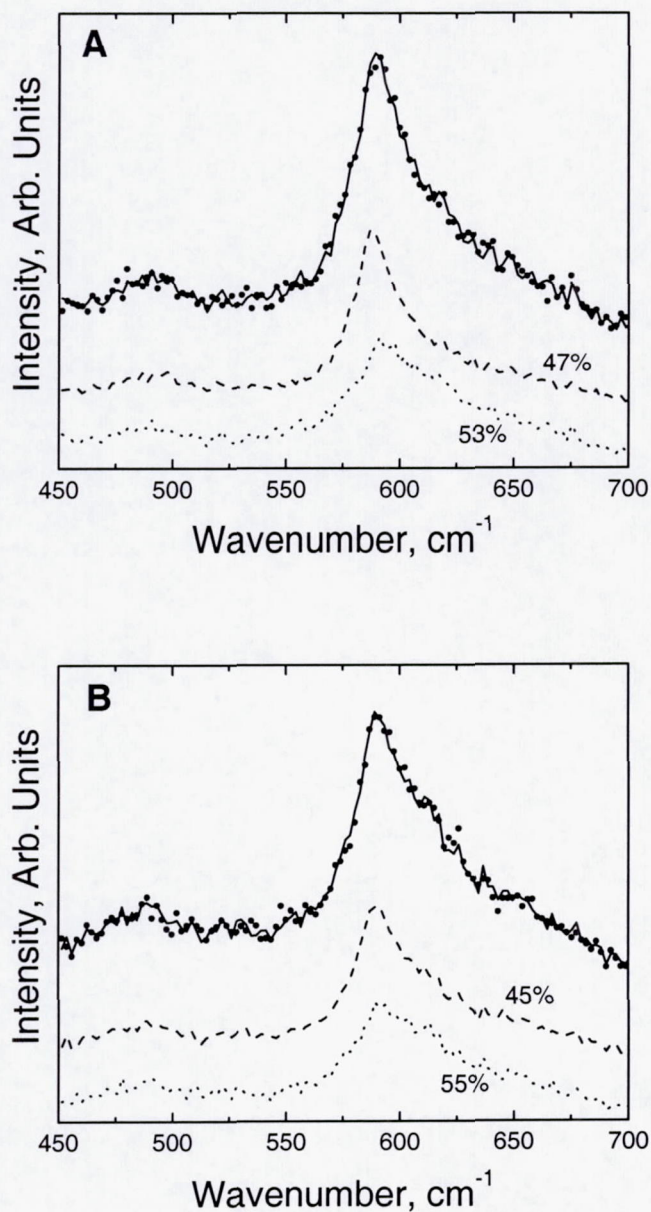 A
Intensity, Arb. Units
47%
53%
450 500 550 600 650 700
Wavenumber, cm-1
B
Intensity, Arb. Units
45%
55%
450 500 550 600 650 700
Wavenumber, cm-1